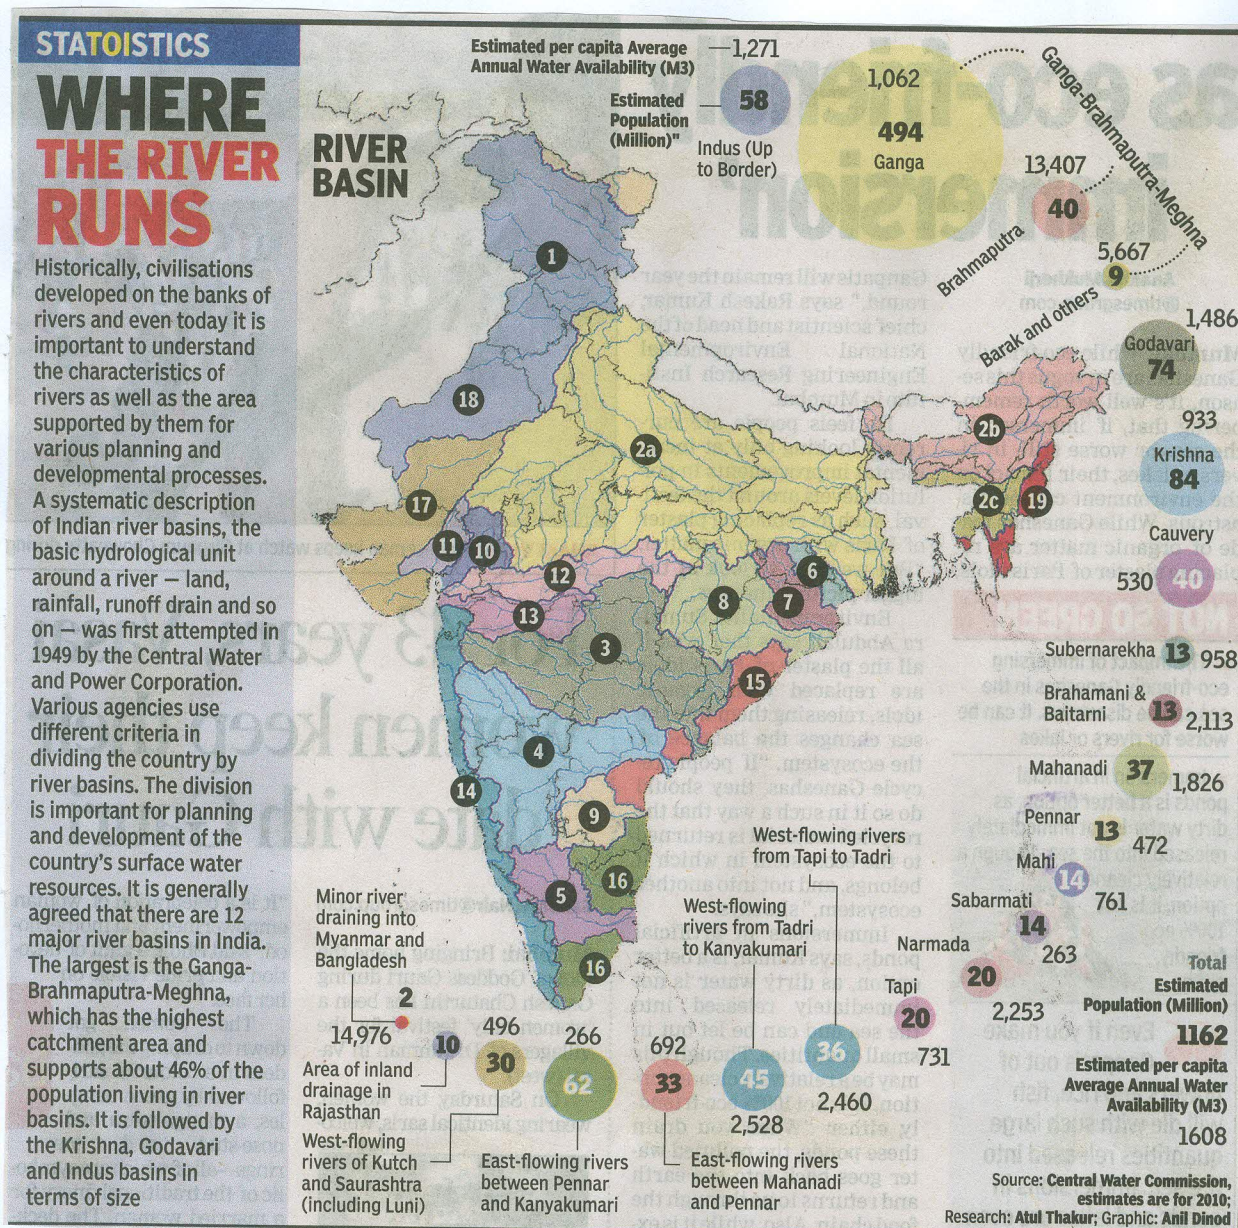 STATOISTICS
WHERE
THE RIVER
RUNS
Historically, civilisations
developed on the banks of
rivers and even today it is
important to understand
the characteristics of
rivers as well as the area
supported by them for
various planning and
developmental processes.
A systematic description
of Indian river basins, the
basic hydrological unit
around a river — land,
rainfall, runoff drain and so
on — was first attempted in
1949 by the Central Water
and Power Corporation.
Various agencies use
different criteria in
dividing the country by
river basins. The division
is important for planning
and development of the
country's surface water
resources. It is generally
agreed that there are 12
major river basins in India.
The largest is the Ganga-
Brahmaputra-Meghna,
which has the highest
catchment area and
supports about 46% of the
population living in river
basins. It is followed by
the Krishna, Godavari
and Indus basins in
terms of size
RIVER
BASIN
Estimated per capita Average
Annual Water Availability (M3)
1,271
Estimated
Population
(Million)"
58
Indus (Up
to Border)
1,062
494
Ganga
Ganga-Brahmaputra-Meghna
13,407
40
Brahmaputra
5,667
9
Barak and others
1,486
Godavari
74
933
Krishna
84
Cauvery
530
40
Subernarekha
13
958
Brahamani &
Baitarni
13
2,113
Mahanadi
37
1,826
Pennar
13
472
Mahi
14
761
Sabarmati
14
263
Narmada
20
2,253
Tapi
20
731
West-flowing rivers
from Tapi to Tadri
36
2,460
West-flowing
rivers from Tadri
to Kanyakumari
45
2,528
692
33
East-flowing rivers
between Mahanadi
and Pennar
266
62
East-flowing rivers
between Pennar
and Kanyakumari
496
30
West-flowing
rivers of Kutch
and Saurashtra
(including Luni)
10
Area of inland
drainage in
Rajasthan
Minor river
draining into
Myanmar and
Bangladesh
2
14,976
1
18
2a
2b
17
2c
19
11
10
12
6
13
8
7
3
15
4
14
9
5
16
16
Total
Estimated
Population (Million)
1162
Estimated per capita
Average Annual Water
Availability (M3)
1608
Source: Central Water Commission,
estimates are for 2010;
Research: Atul Thakur; Graphic: Anil Dinod